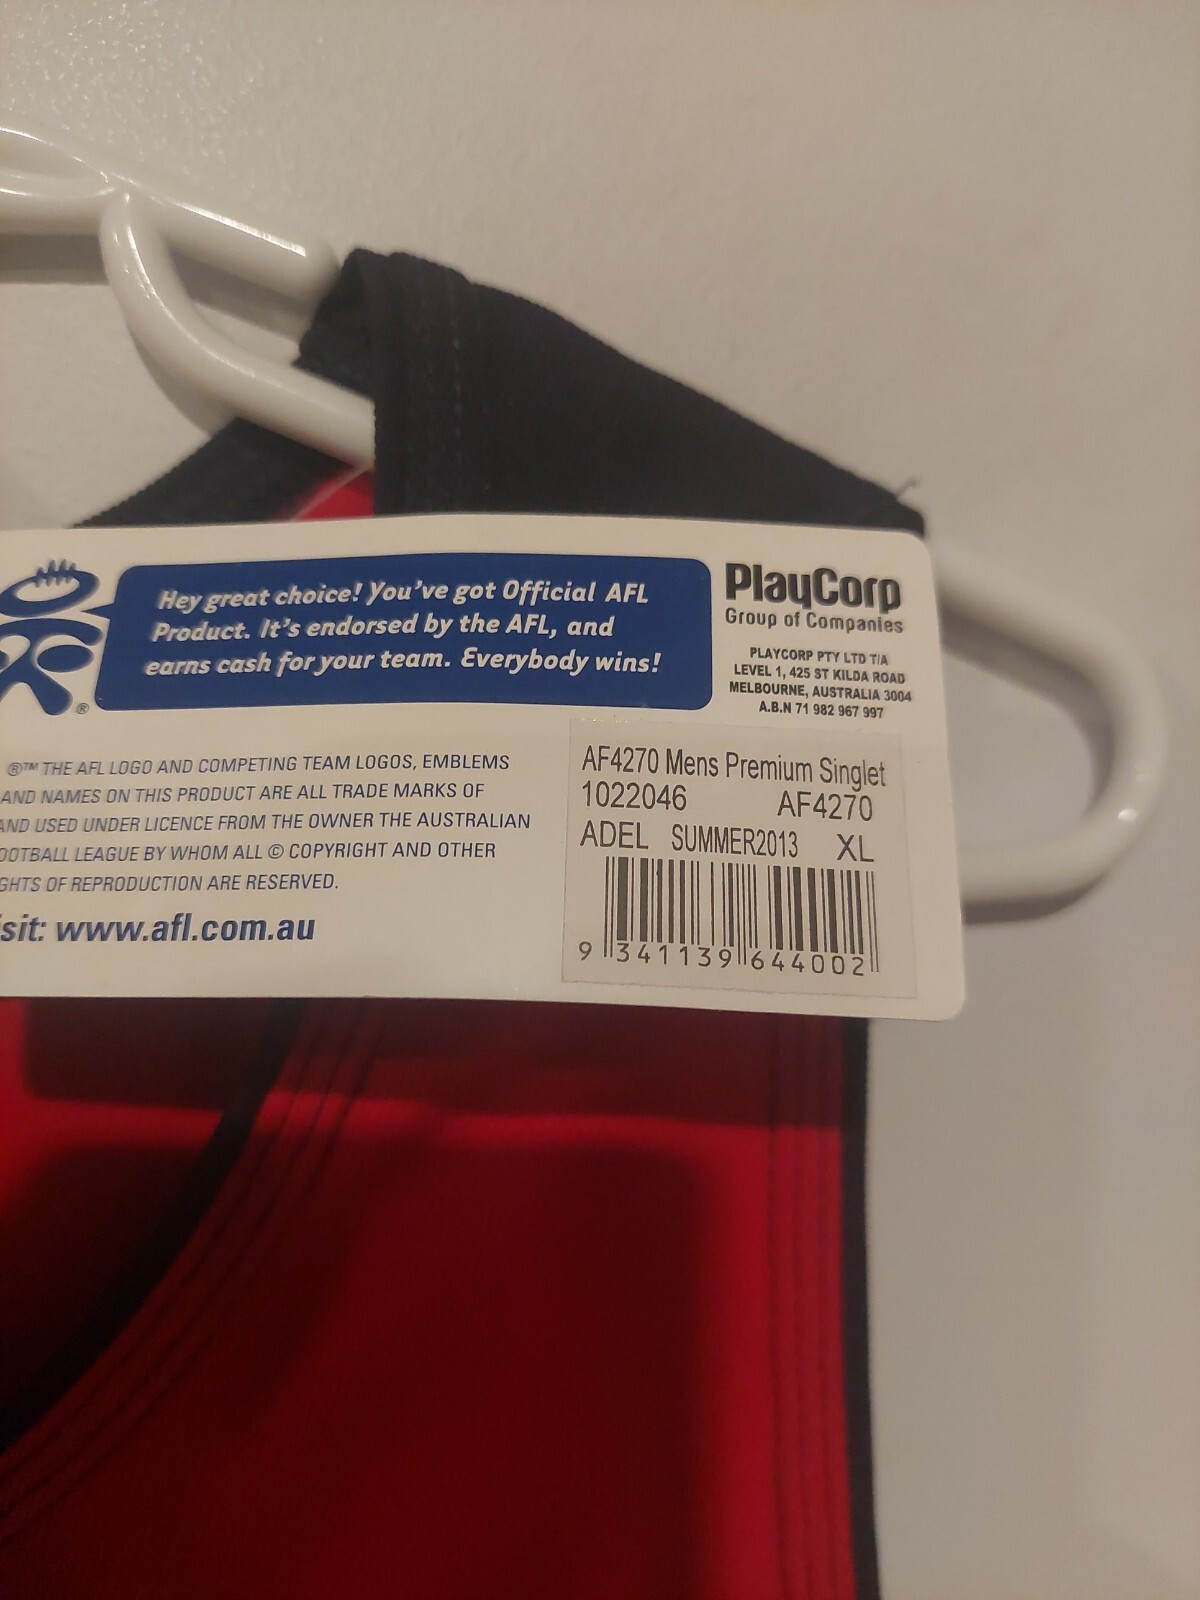 Hey great choice! You've got Official AFL
Product. It's endorsed by the AFL, and
earns cash for your team. Everybody wins!
®
PlayCorp
Group of Companies
PLAYCORP PTY LTD T/A
LEVEL 1, 425 ST KILDA ROAD
MELBOURNE, AUSTRALIA 3004
A.B.N 71 982 967 997
®™ THE AFL LOGO AND COMPETING TEAM LOGOS, EMBLEMS
AND NAMES ON THIS PRODUCT ARE ALL TRADE MARKS OF
AND USED UNDER LICENCE FROM THE OWNER THE AUSTRALIAN
OOTBALL LEAGUE BY WHOM ALL © COPYRIGHT AND OTHER
GHTS OF REPRODUCTION ARE RESERVED.
sit: www.afl.com.au
AF4270 Mens Premium Singlet
1022046 AF4270
ADEL SUMMER2013 XL
9 341139 644002